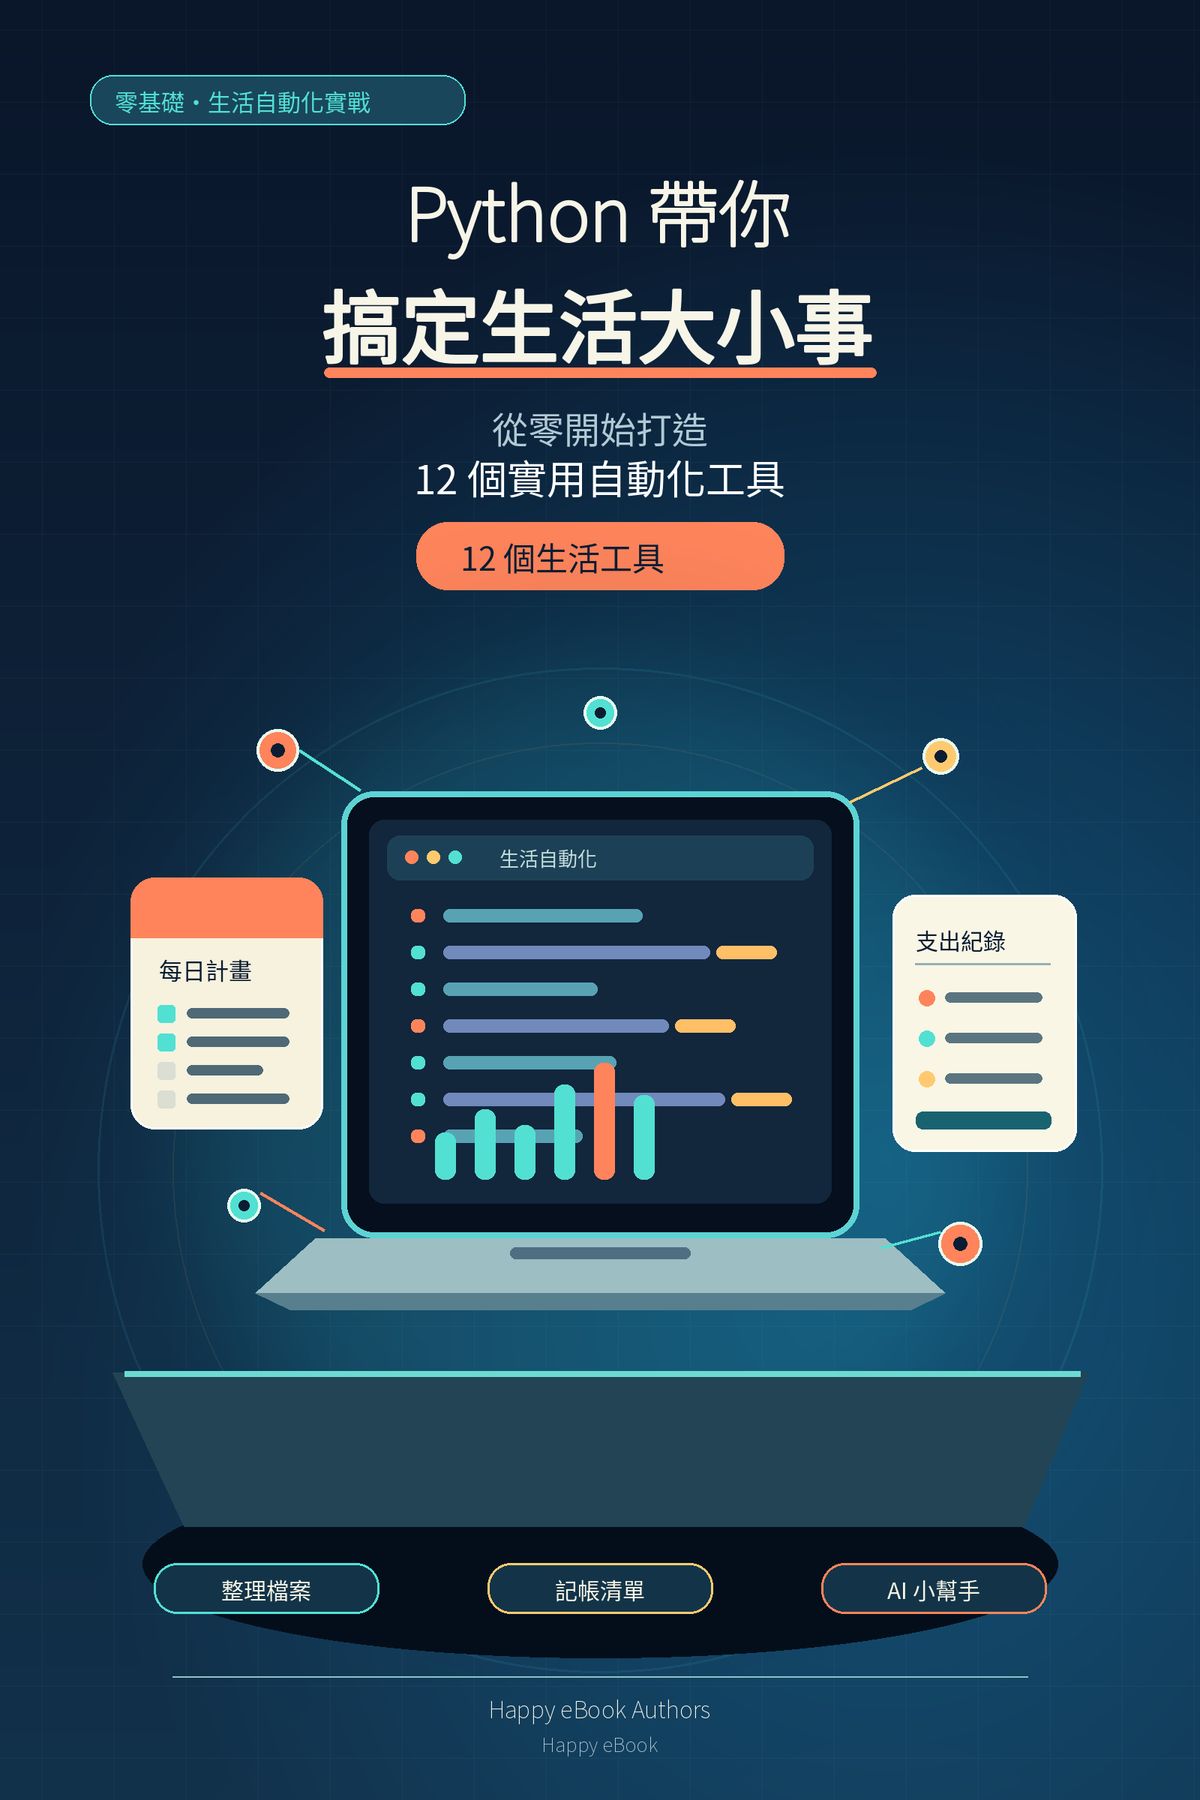 零基礎・生活自動化實戰
Python 帶你
搞定生活大小事
從零開始打造
12 個實用自動化工具
12 個生活工具
生活自動化
每日計畫
支出紀錄
整理檔案
記帳清單
AI 小幫手
Happy eBook Authors
Happy eBook